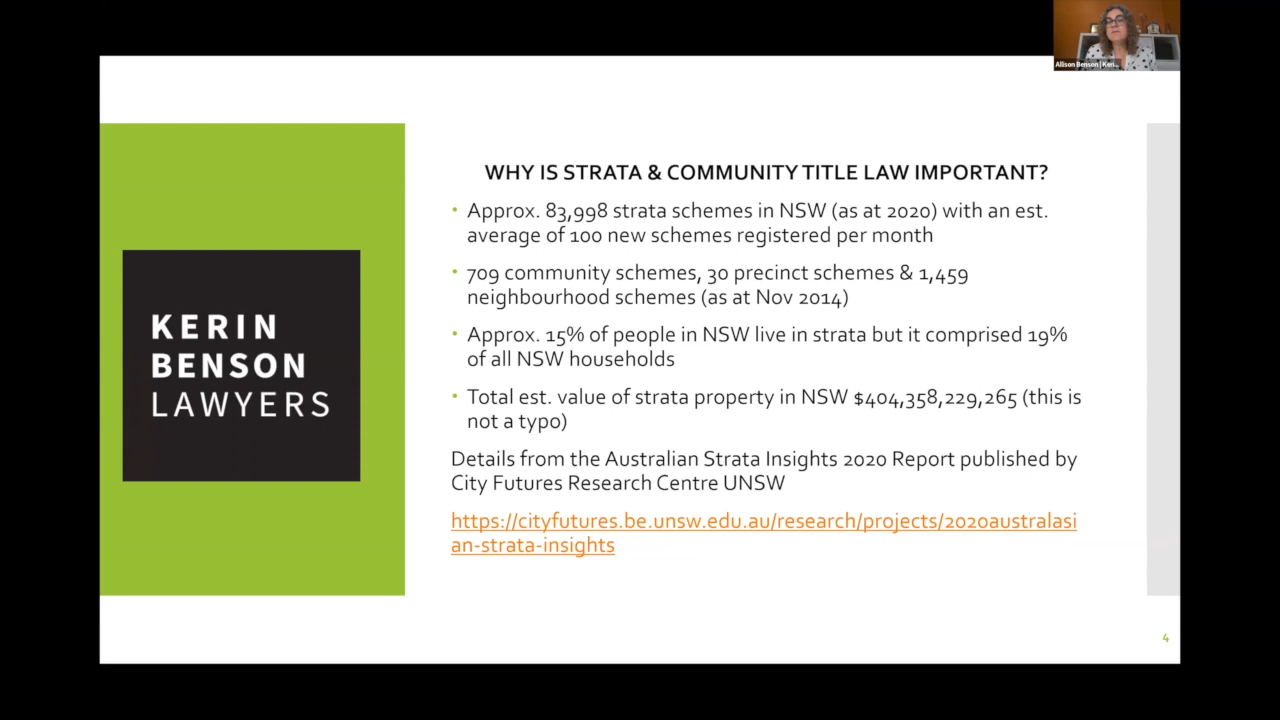 Allison Benson | Keri...
KERIN
BENSON
LAWYERS
WHY IS STRATA & COMMUNITY TITLE LAW IMPORTANT?
• Approx. 83,998 strata schemes in NSW (as at 2020) with an est.
average of 100 new schemes registered per month
• 709 community schemes, 30 precinct schemes & 1,459
neighbourhood schemes (as at Nov 2014)
• Approx. 15% of people in NSW live in strata but it comprised 19%
of all NSW households
• Total est. value of strata property in NSW $404,358,229,265 (this is
not a typo)
Details from the Australian Strata Insights 2020 Report published by
City Futures Research Centre UNSW
https://cityfutures.be.unsw.edu.au/research/projects/2020australasi
an-strata-insights
4